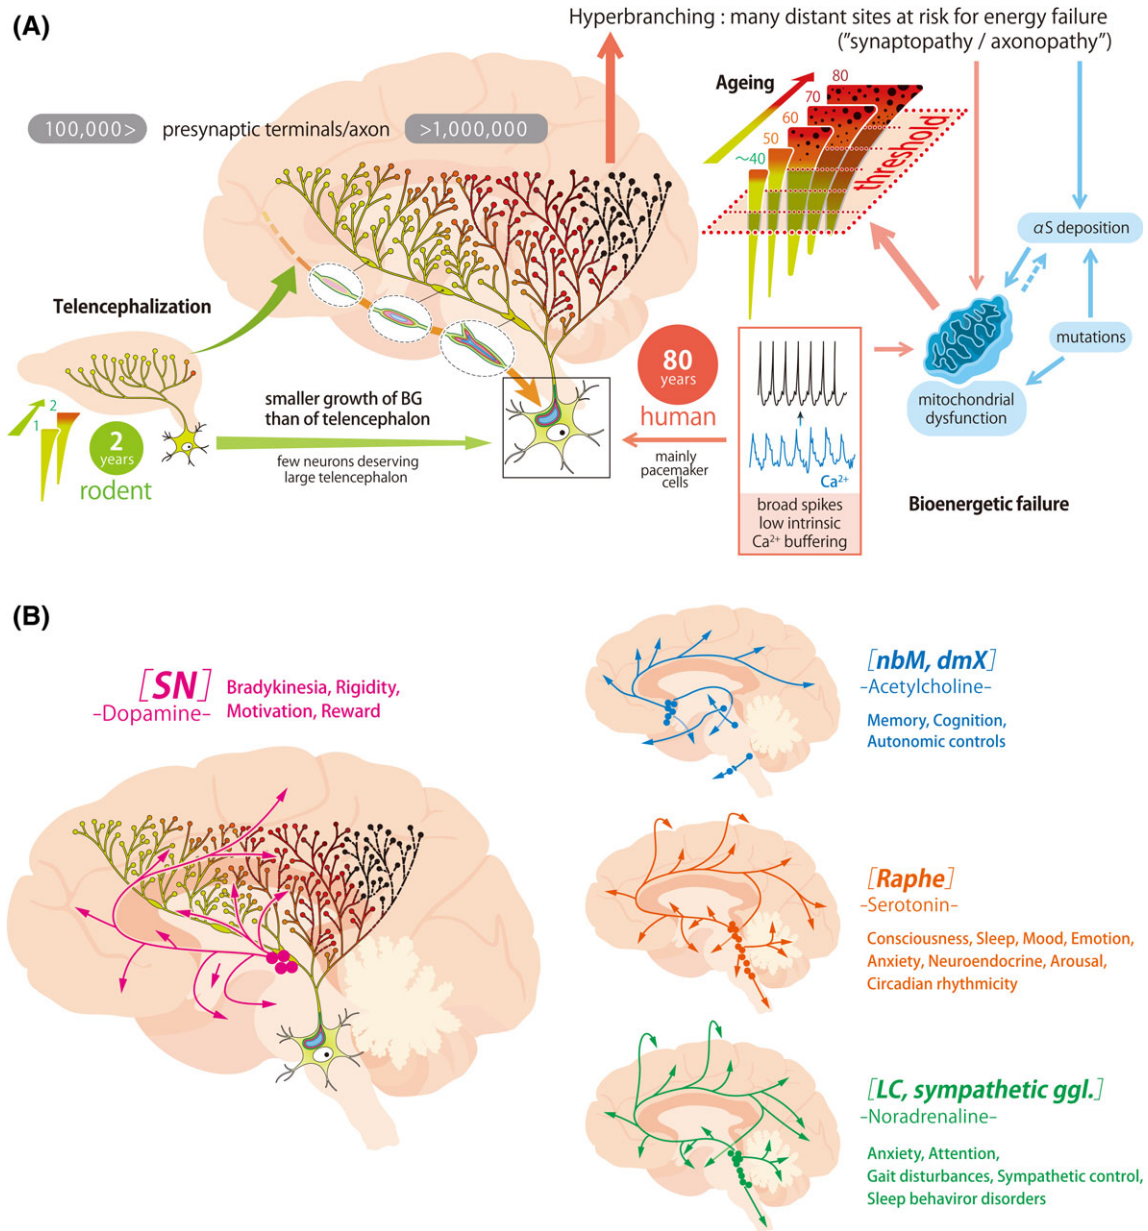 (A)
Hyperbranching : many distant sites at risk for energy failure
("synaptopathy / axonopathy")
100,000>
presynaptic terminals/axon
>1,000,000
Ageing
80
70
60
50
~40
threshold
αS deposition
mutations
mitochondrial
dysfunction
Telencephalization
2
1
2
years
rodent
smaller growth of BG
than of telencephalon
few neurons deserving
large telencephalon
80
years
human
mainly
pacemaker
cells
Ca²⁺
broad spikes
low intrinsic
Ca²⁺ buffering
Bioenergetic failure
(B)
[SN]
–Dopamine–
Bradykinesia, Rigidity,
Motivation, Reward
[nbM, dmX]
–Acetylcholine–
Memory, Cognition,
Autonomic controls
[Raphe]
–Serotonin–
Consciousness, Sleep, Mood, Emotion,
Anxiety, Neuroendocrine, Arousal,
Circadian rhythmicity
[LC, sympathetic ggl.]
–Noradrenaline–
Anxiety, Attention,
Gait disturbances, Sympathetic control,
Sleep behaviror disorders